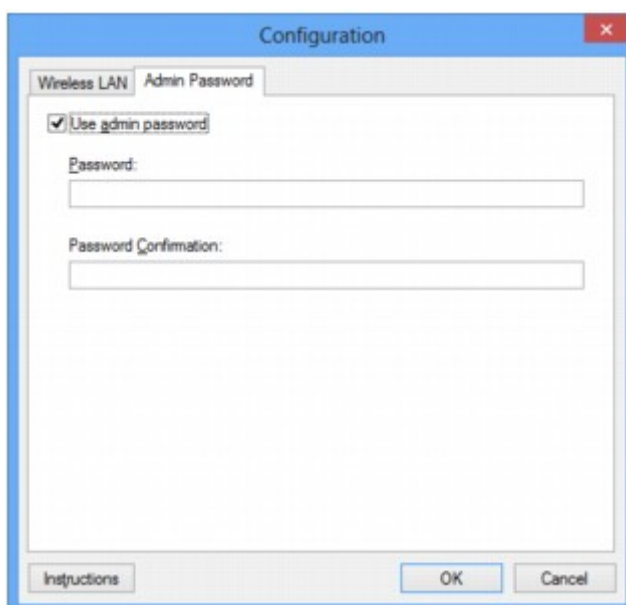 Configuration
Wireless LAN Admin Password
Use admin password
Password:
Password Confirmation:
Instructions OK Cancel